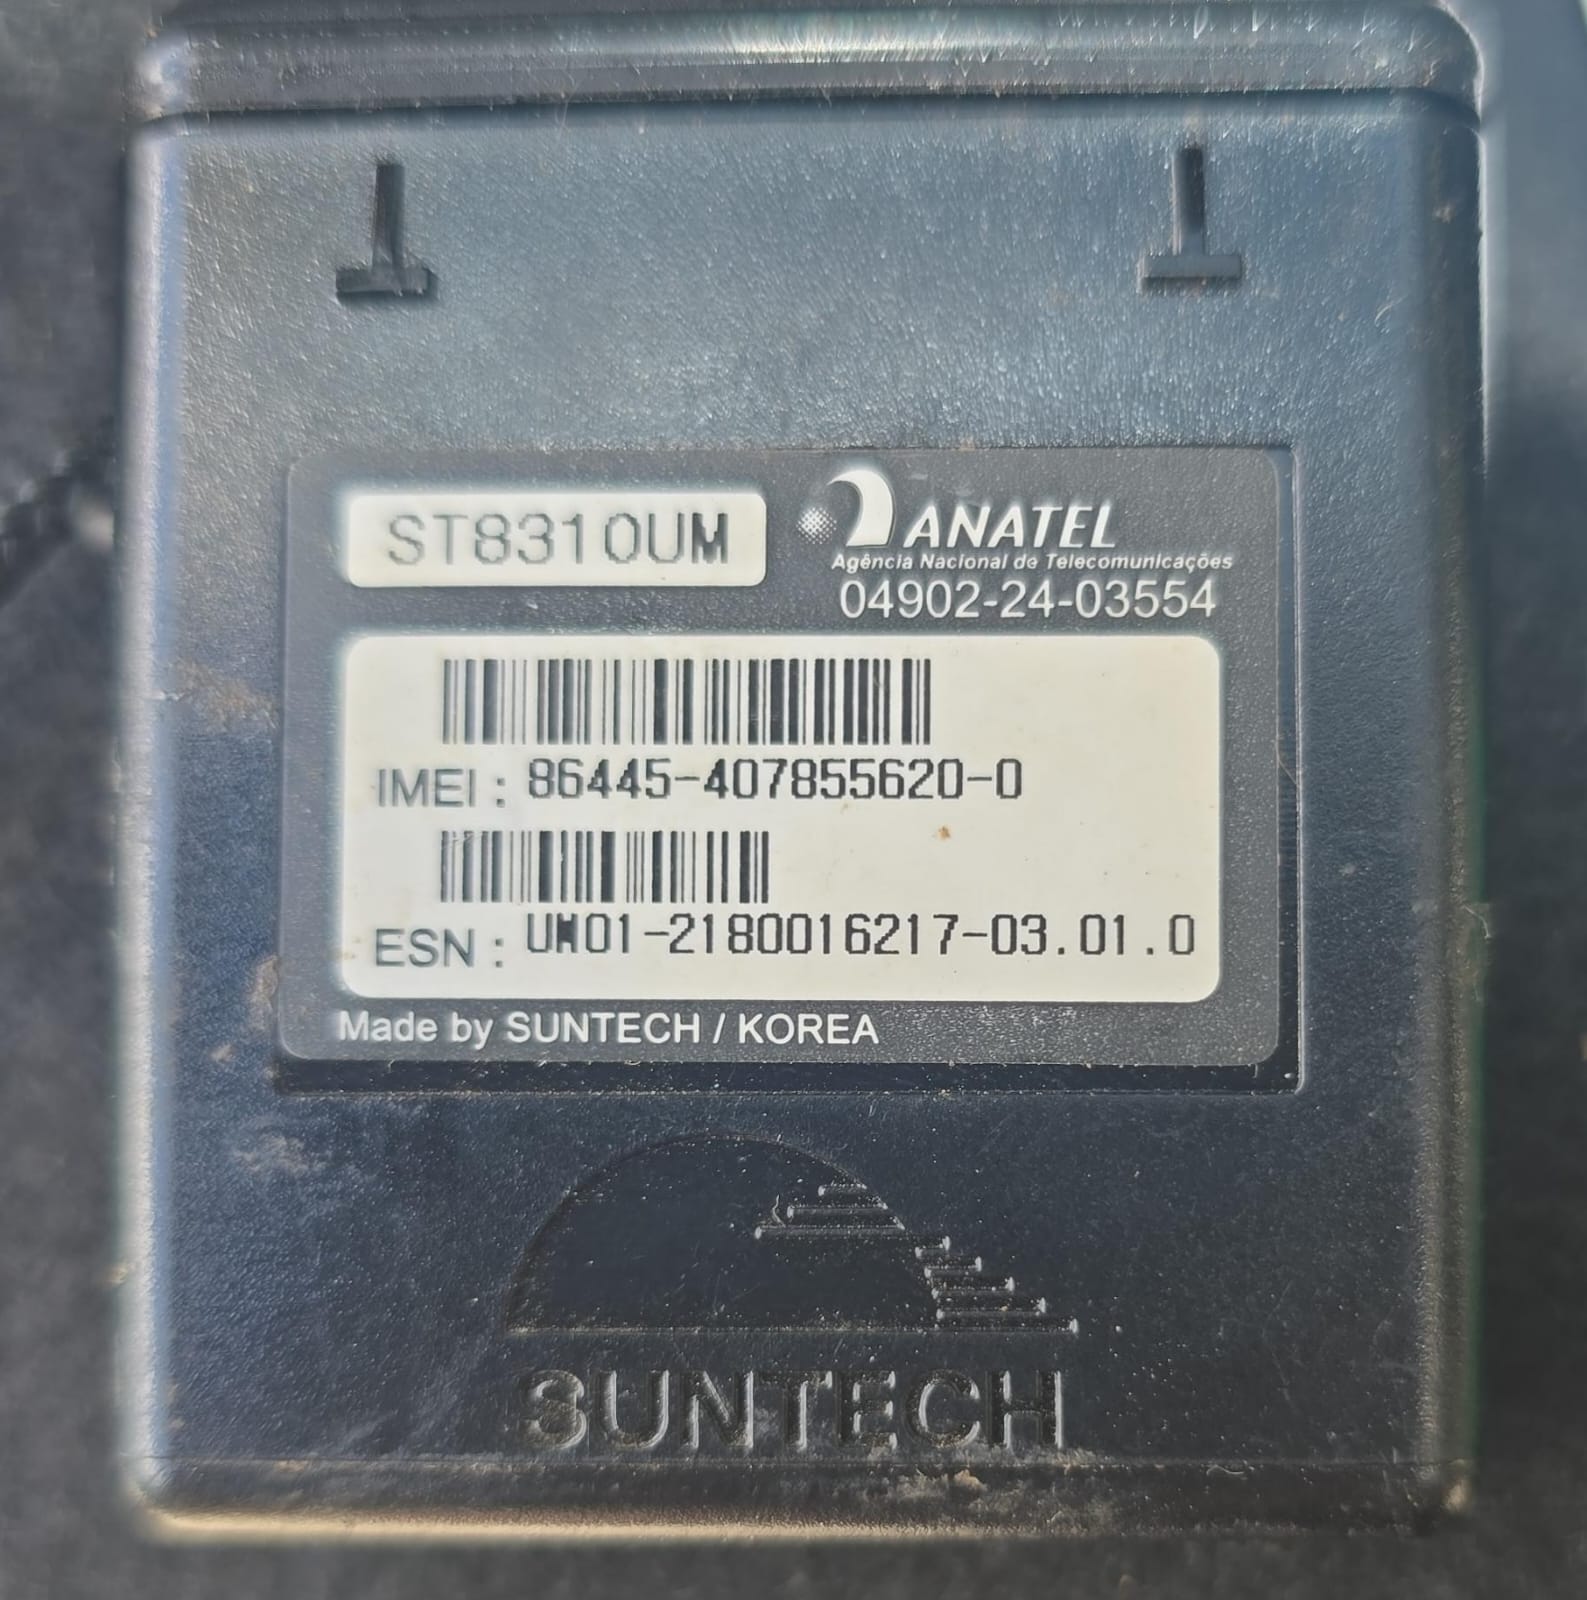 ST8310UM
ANATEL
Agência Nacional de Telecomunicações
04902-24-03554
IMEI : 86445-407855620-0
ESN : UM01-2180016217-03.01.0
Made by SUNTECH / KOREA
SUNTECH